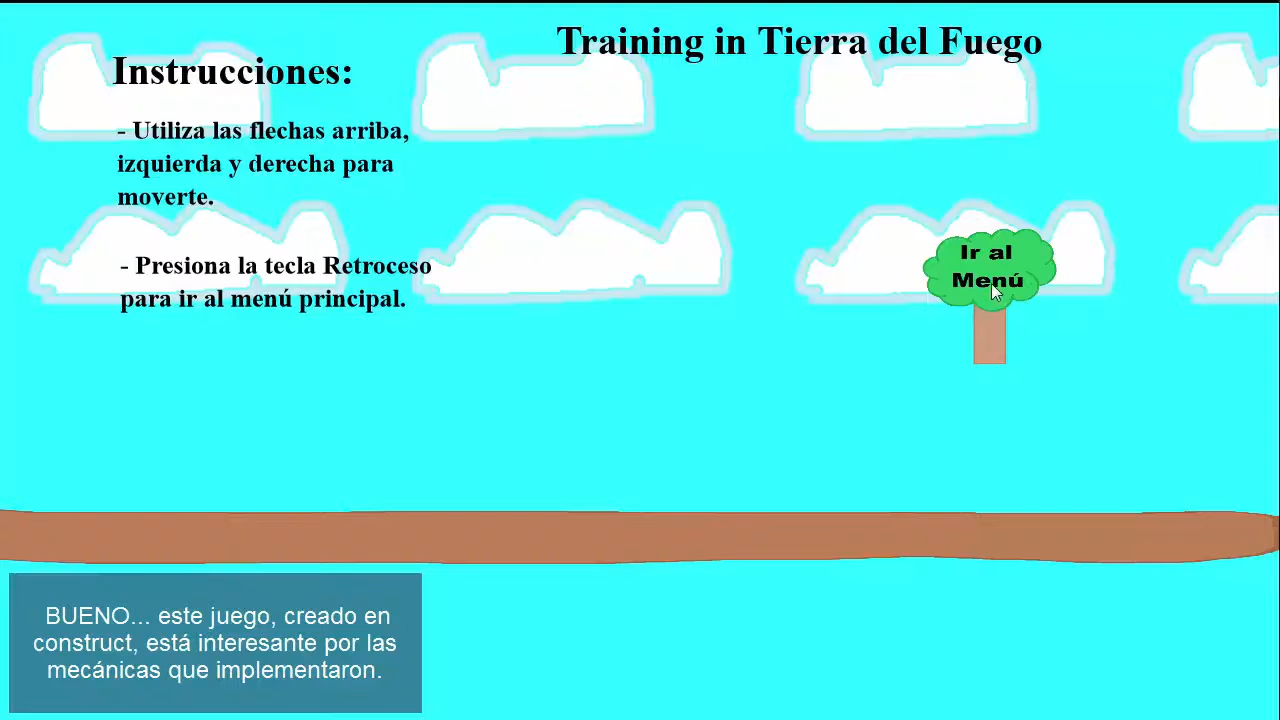 Training in Tierra del Fuego
Instrucciones:
- Utiliza las flechas arriba,
izquierda y derecha para
moverte.
- Presiona la tecla Retroceso
para ir al menú principal.
Ir al
Menú
BUENO... este juego, creado en
construct, está interesante por las
mecánicas que implementaron.